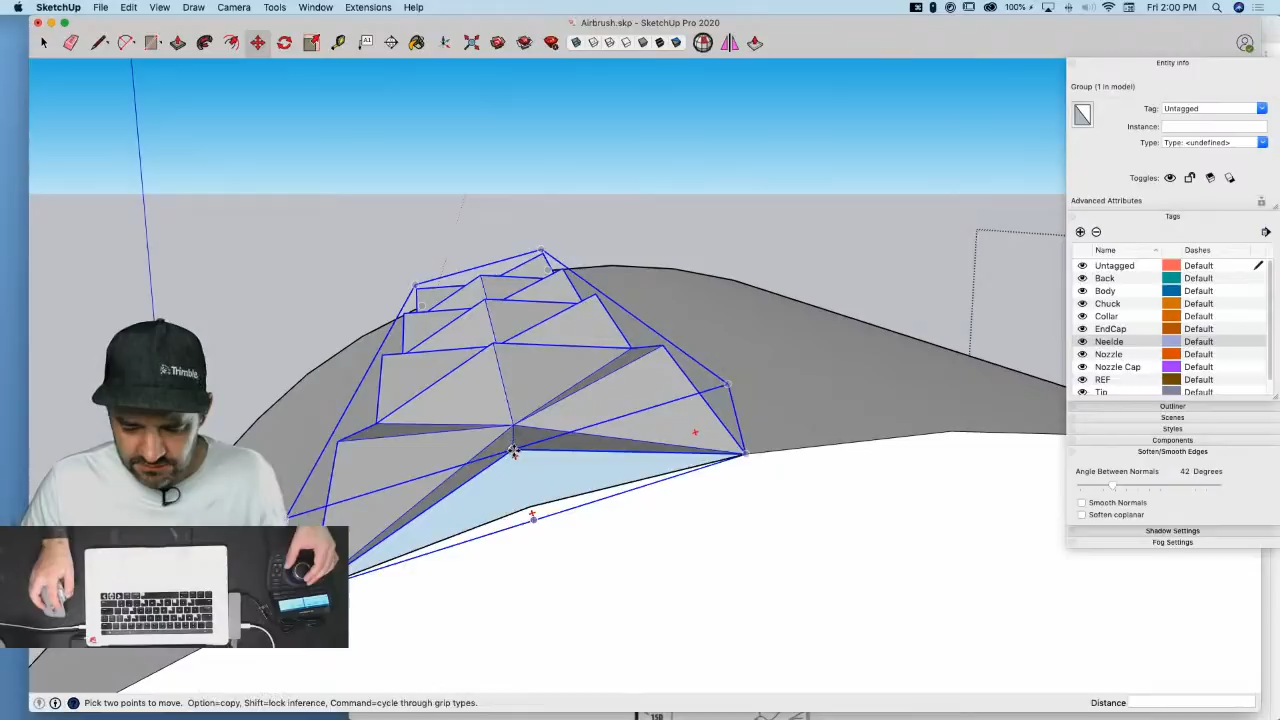 SketchUp File Edit View Draw Camera Tools Window Extensions Help 100% Fri 2:00 PM
Airbrush.skp - SketchUp Pro 2020
A1
Entity Info
Group (1 in model)
Tag: Untagged
Instance:
Type: Type: <undefined>
Toggles:
Advanced Attributes
Tags
Name Dashes
Untagged Default
Back Default
Body Default
Chuck Default
Collar Default
EndCap Default
Neelde Default
Nozzle Default
Nozzle Cap Default
REF Default
Tip Default
Outliner
Scenes
Styles
Components
Soften/Smooth Edges
Angle Between Normals 42 Degrees
Smooth Normals
Soften coplanar
Shadow Settings
Fog Settings
Trimble.
Pick two points to move. Option=copy, Shift=lock inference, Command=cycle through grip types. Distance